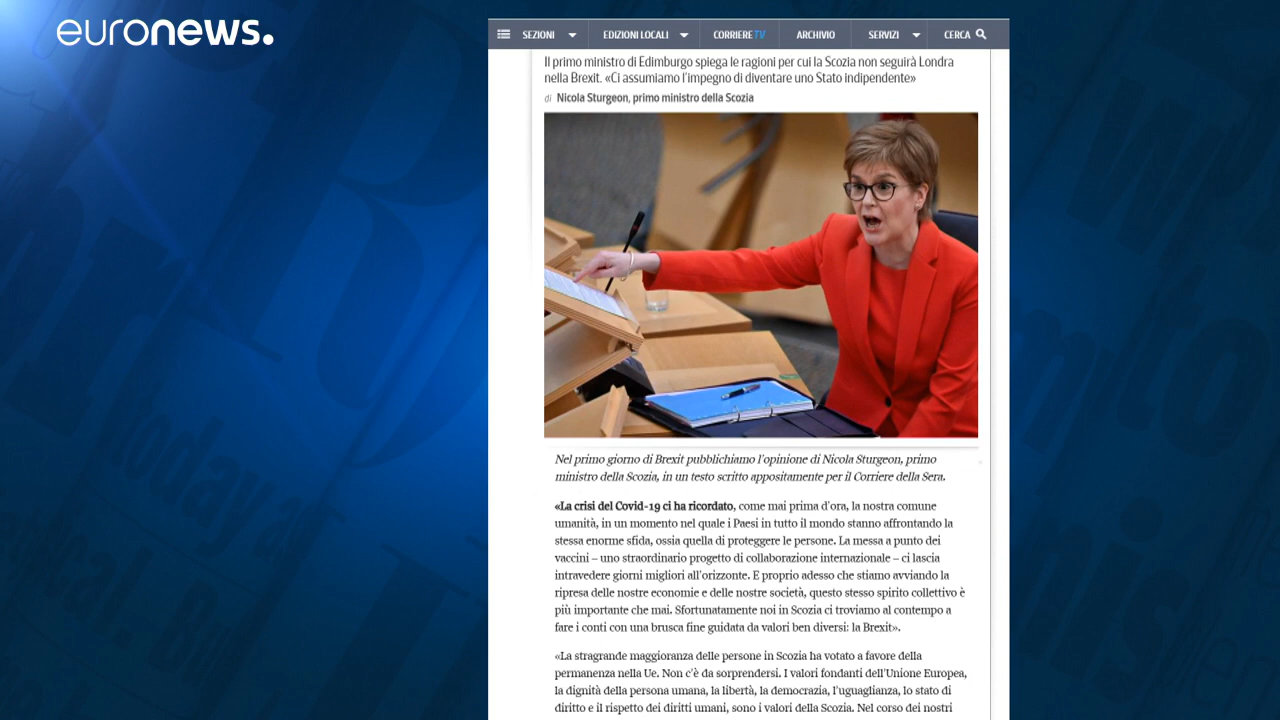 euronews.
SEZIONI EDIZIONI LOCALI CORRIERE TV ARCHIVIO SERVIZI CERCA
Il primo ministro di Edimburgo spiega le ragioni per cui la Scozia non seguirà Londra
nella Brexit. «Ci assumiamo l'impegno di diventare uno Stato indipendente»
di Nicola Sturgeon, primo ministro della Scozia
Nel primo giorno di Brexit pubblichiamo l'opinione di Nicola Sturgeon, primo
ministro della Scozia, in un testo scritto appositamente per il Corriere della Sera.
«La crisi del Covid-19 ci ha ricordato, come mai prima d'ora, la nostra comune
umanità, in un momento nel quale i Paesi in tutto il mondo stanno affrontando la
stessa enorme sfida, ossia quella di proteggere le persone. La messa a punto dei
vaccini – uno straordinario progetto di collaborazione internazionale – ci lascia
intravedere giorni migliori all'orizzonte. E proprio adesso che stiamo avviando la
ripresa delle nostre economie e delle nostre società, questo stesso spirito collettivo è
più importante che mai. Sfortunatamente noi in Scozia ci troviamo al contempo a
fare i conti con una brusca fine guidata da valori ben diversi: la Brexit».
«La stragrande maggioranza delle persone in Scozia ha votato a favore della
permanenza nella Ue. Non c'è da sorprendersi. I valori fondanti dell'Unione Europea,
la dignità della persona umana, la libertà, la democrazia, l'uguaglianza, lo stato di
diritto e il rispetto dei diritti umani, sono i valori della Scozia. Nel corso dei nostri